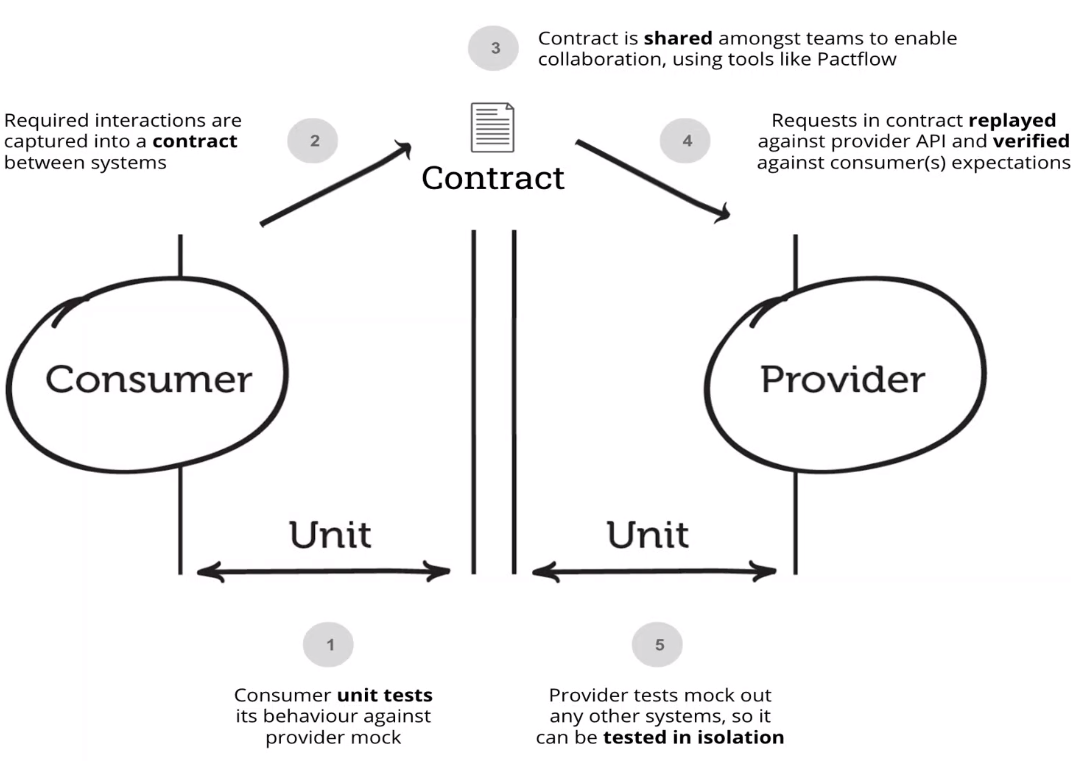 3
Contract is shared amongst teams to enable
collaboration, using tools like Pactflow
Required interactions are
captured into a contract
between systems
2
Contract
4
Requests in contract replayed
against provider API and verified
against consumer(s) expectations
Consumer
Provider
Unit
Unit
1
Consumer unit tests
its behaviour against
provider mock
5
Provider tests mock out
any other systems, so it
can be tested in isolation